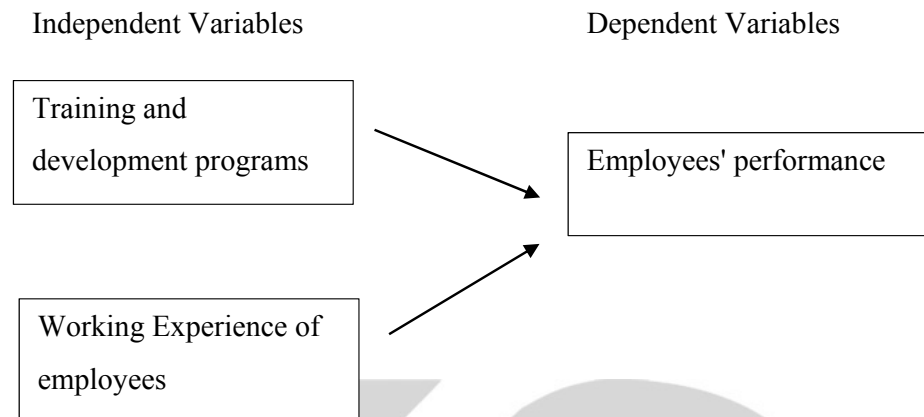 Independent Variables
Dependent Variables
Training and
development programs
Employees' performance
Working Experience of
employees